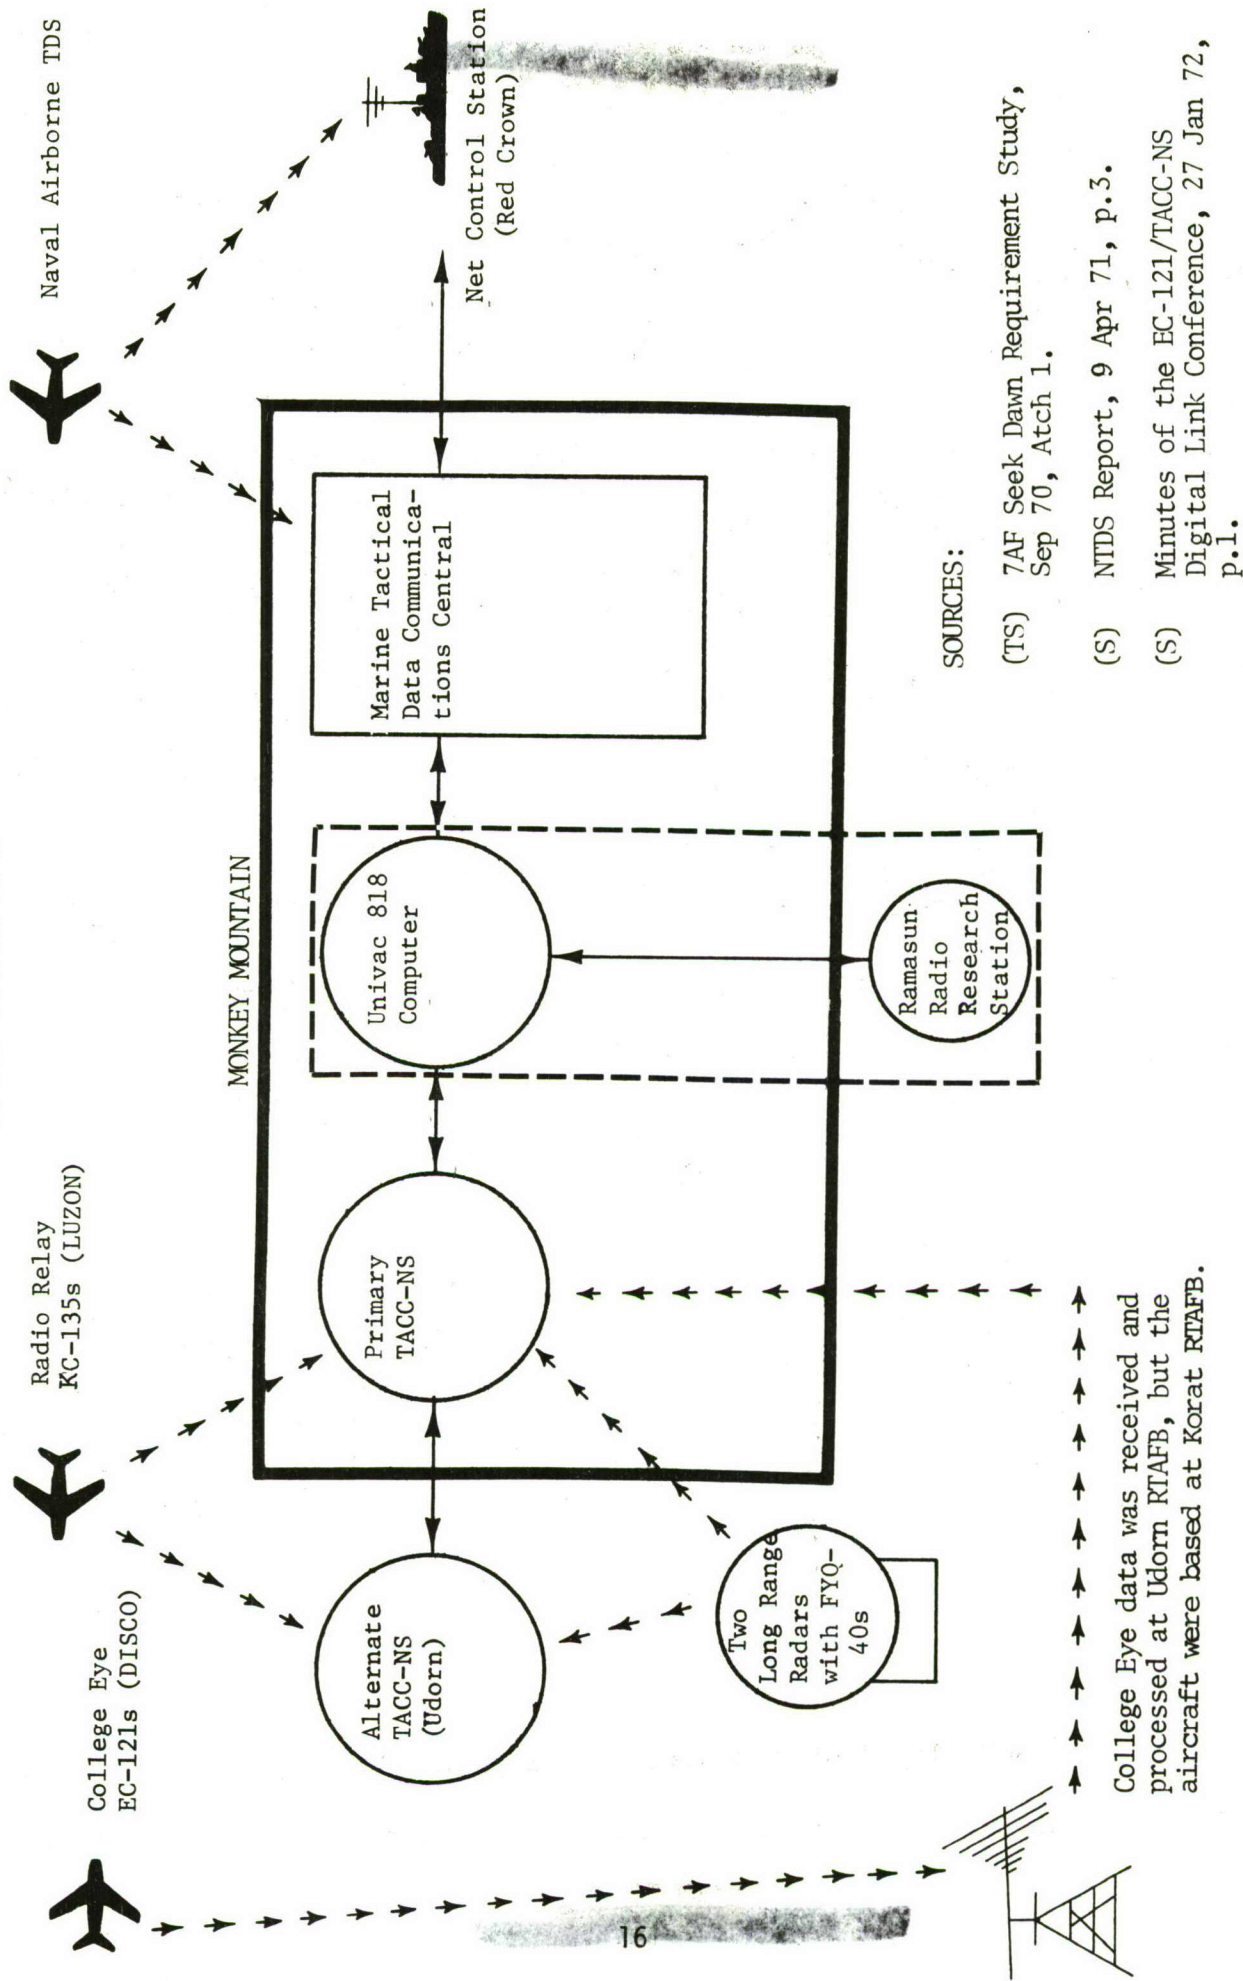 College Eye
EC-121s (DISCO)
Radio Relay
KC-135s (LUZON)
Naval Airborne TDS
MONKEY MOUNTAIN
Alternate
TACC-NS
(Udorn)
Primary
TACC-NS
Univac 818
Computer
Marine Tactical
Data Communica-
tions Central
Net Control Station
(Red Crown)
Two
Long Range
Radars
with FYQ-
40s
Ramasun
Radio
Research
Station
College Eye data was received and
processed at Udorn RTAFB, but the
aircraft were based at Korat RTAFB.
SOURCES:
(TS) 7AF Seek Dawn Requirement Study,
Sep 70, Atch 1.
(S) NTDS Report, 9 Apr 71, p.3.
(S) Minutes of the EC-121/TACC-NS
Digital Link Conference, 27 Jan 72,
p.1.
16